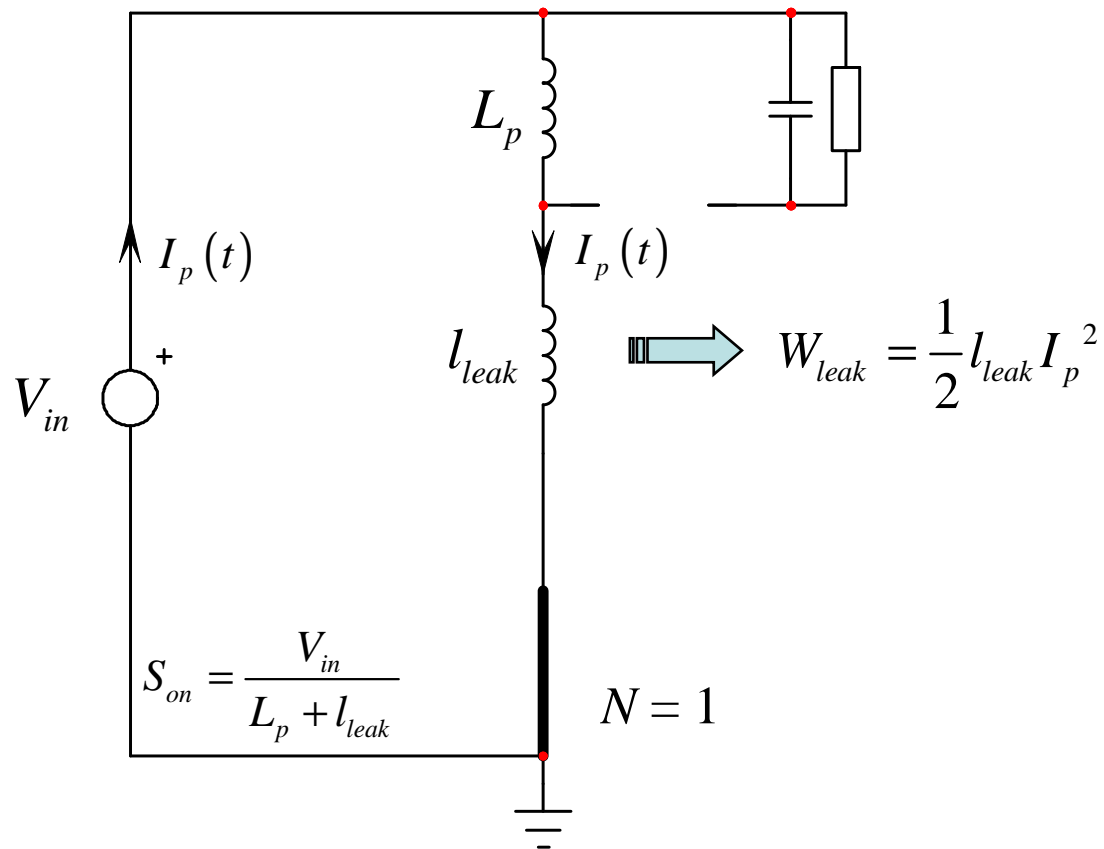 L_p
I_p(t)
I_p(t)
l_leak
W_leak = 1/2 l_leak I_p^2
+
V_in
S_on = V_in / (L_p + l_leak)
N = 1